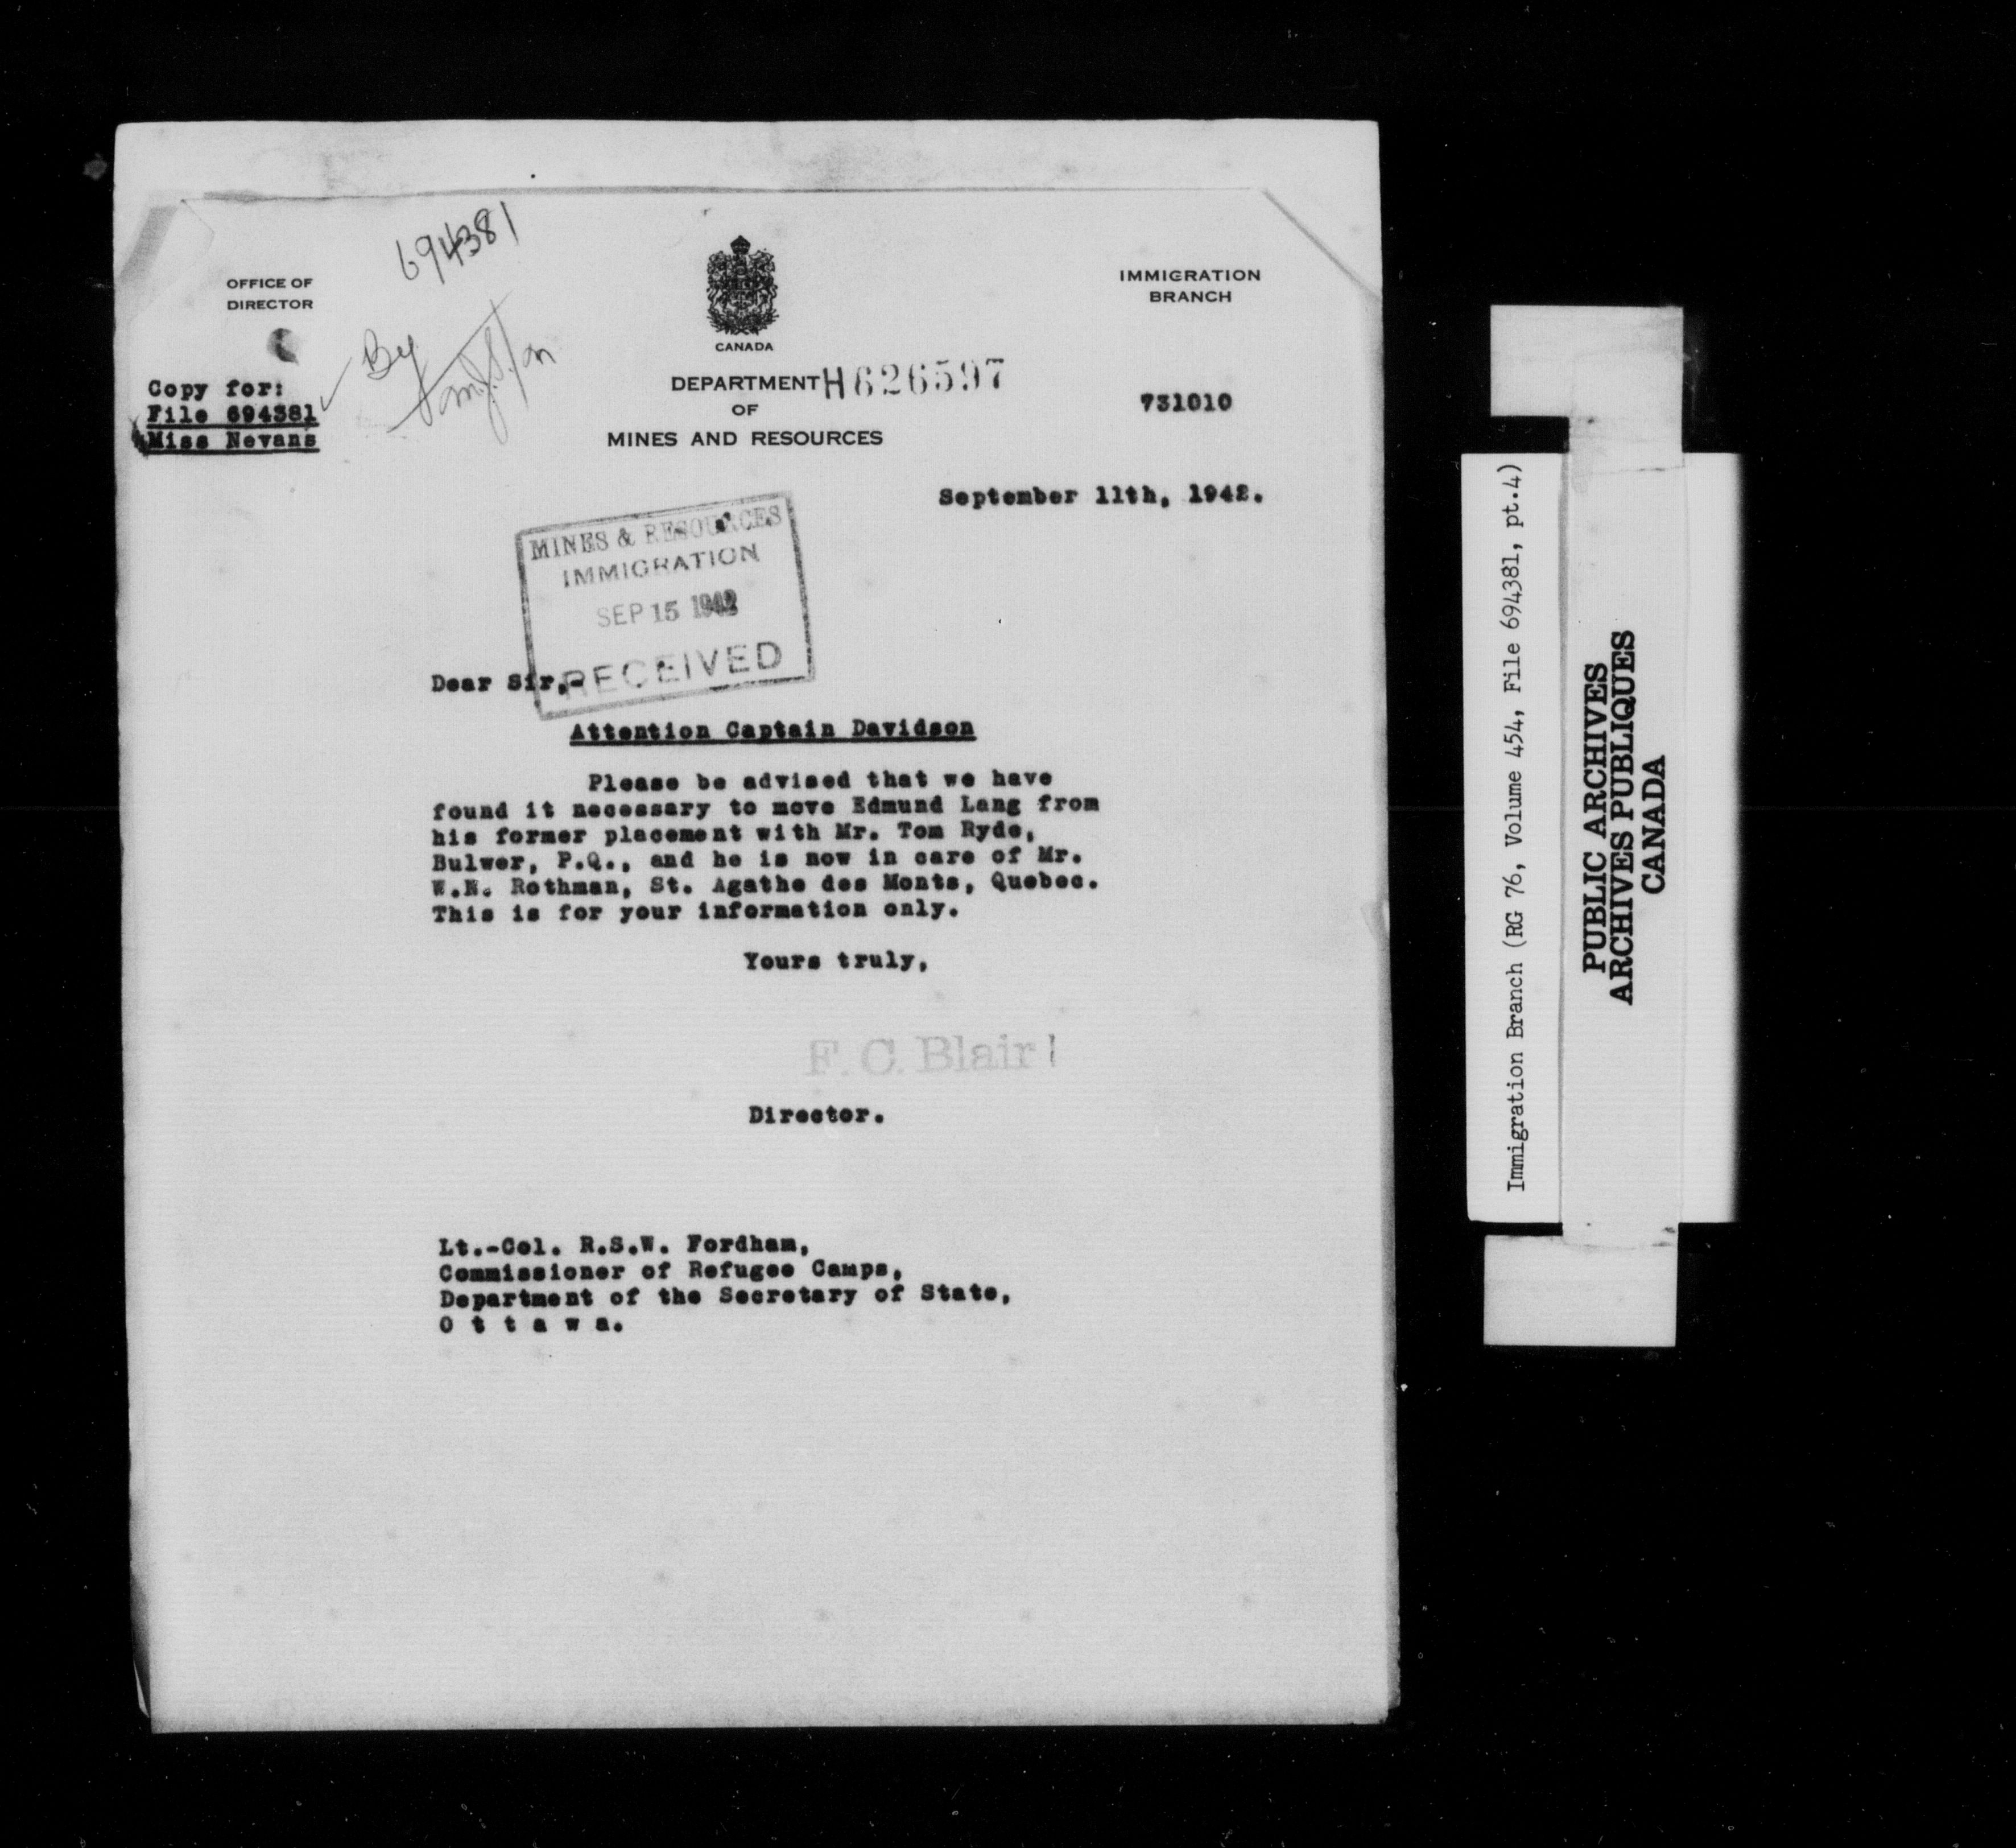 694381
OFFICE OF
DIRECTOR
CANADA
IMMIGRATION
BRANCH
By
Copy for:
File 694381
Miss Nevans
DEPARTMENT H626597
OF
MINES AND RESOURCES
731010
September 11th, 1942.
MINES & RESOURCES
IMMIGRATION
SEP 15 1942
RECEIVED
Dear Sir,-
Attention Captain Davidson
Please be advised that we have
found it necessary to move Edmund Lang from
his former placement with Mr. Tom Ryde,
Bulwer, P.Q., and he is now in care of Mr.
Rothman, St. Agathe des Monts, Quebec.
This is for your information only.
Yours truly,
F. C. Blair
Director.
Lt.-Col. R.S.W. Fordham,
Commissioner of Refugee Camps,
Department of the Secretary of State,
O t t a w a.
Immigration Branch (RG 76, Volume 454, File 694381, pt.4)
PUBLIC ARCHIVES
ARCHIVES PUBLIQUES
CANADA